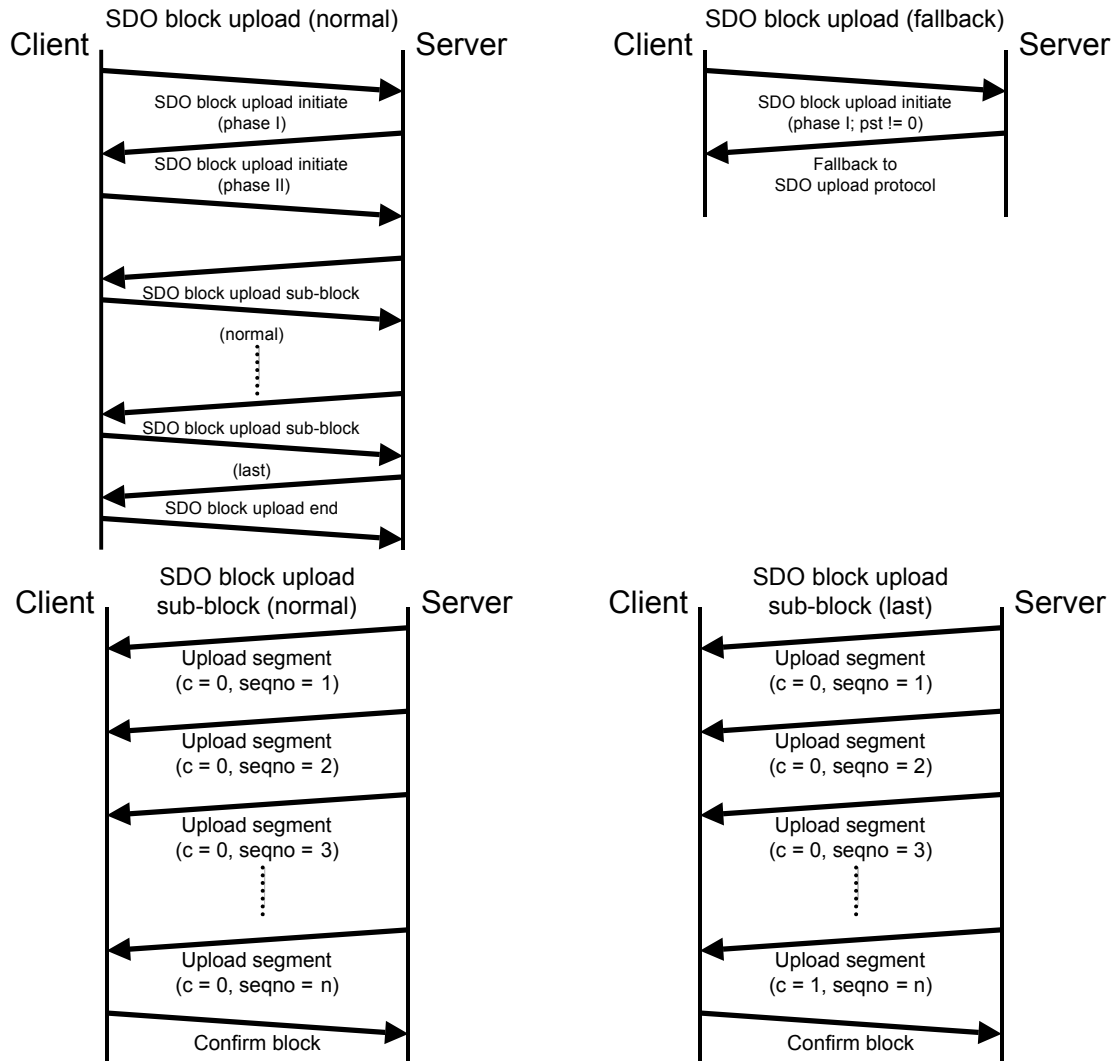 SDO block upload (normal)
Client
Server
SDO block upload initiate
(phase I)
SDO block upload initiate
(phase II)
SDO block upload sub-block
(normal)
SDO block upload sub-block
(last)
SDO block upload end
SDO block upload (fallback)
Client
Server
SDO block upload initiate
(phase I; pst != 0)
Fallback to
SDO upload protocol
SDO block upload
sub-block (normal)
Client
Server
Upload segment
(c = 0, seqno = 1)
Upload segment
(c = 0, seqno = 2)
Upload segment
(c = 0, seqno = 3)
Upload segment
(c = 0, seqno = n)
Confirm block
SDO block upload
sub-block (last)
Client
Server
Upload segment
(c = 0, seqno = 1)
Upload segment
(c = 0, seqno = 2)
Upload segment
(c = 0, seqno = 3)
Upload segment
(c = 1, seqno = n)
Confirm block